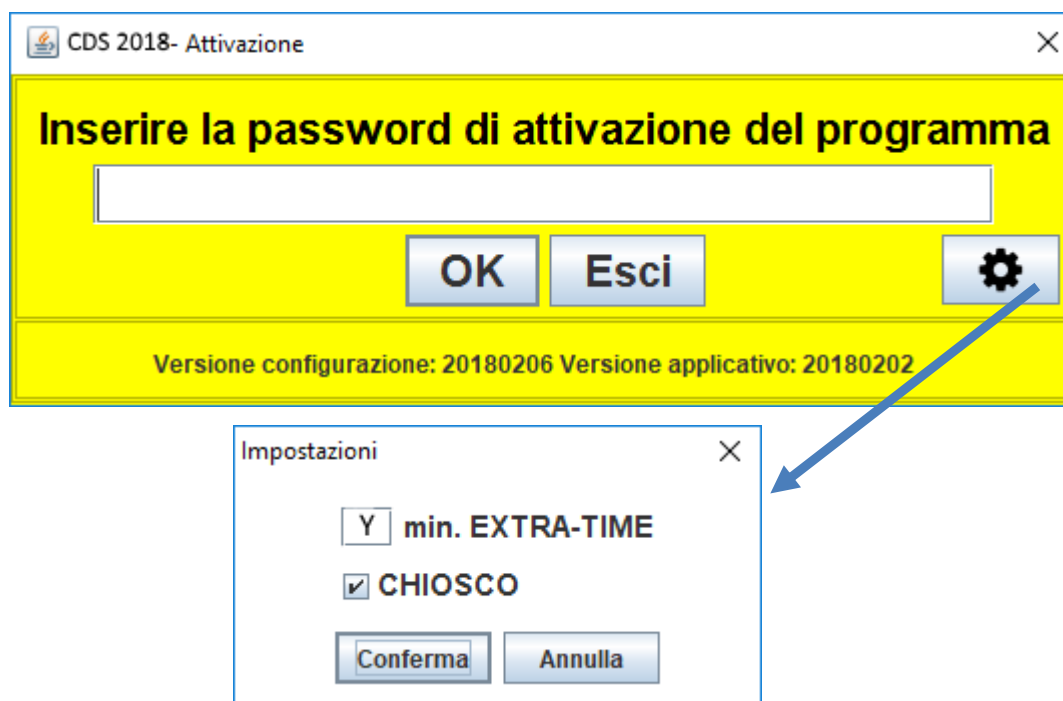 CDS 2018- Attivazione
Inserire la password di attivazione del programma
OK Esci
Versione configurazione: 20180206 Versione applicativo: 20180202
Impostazioni
Y min. EXTRA-TIME
CHIOSCO
Conferma Annulla